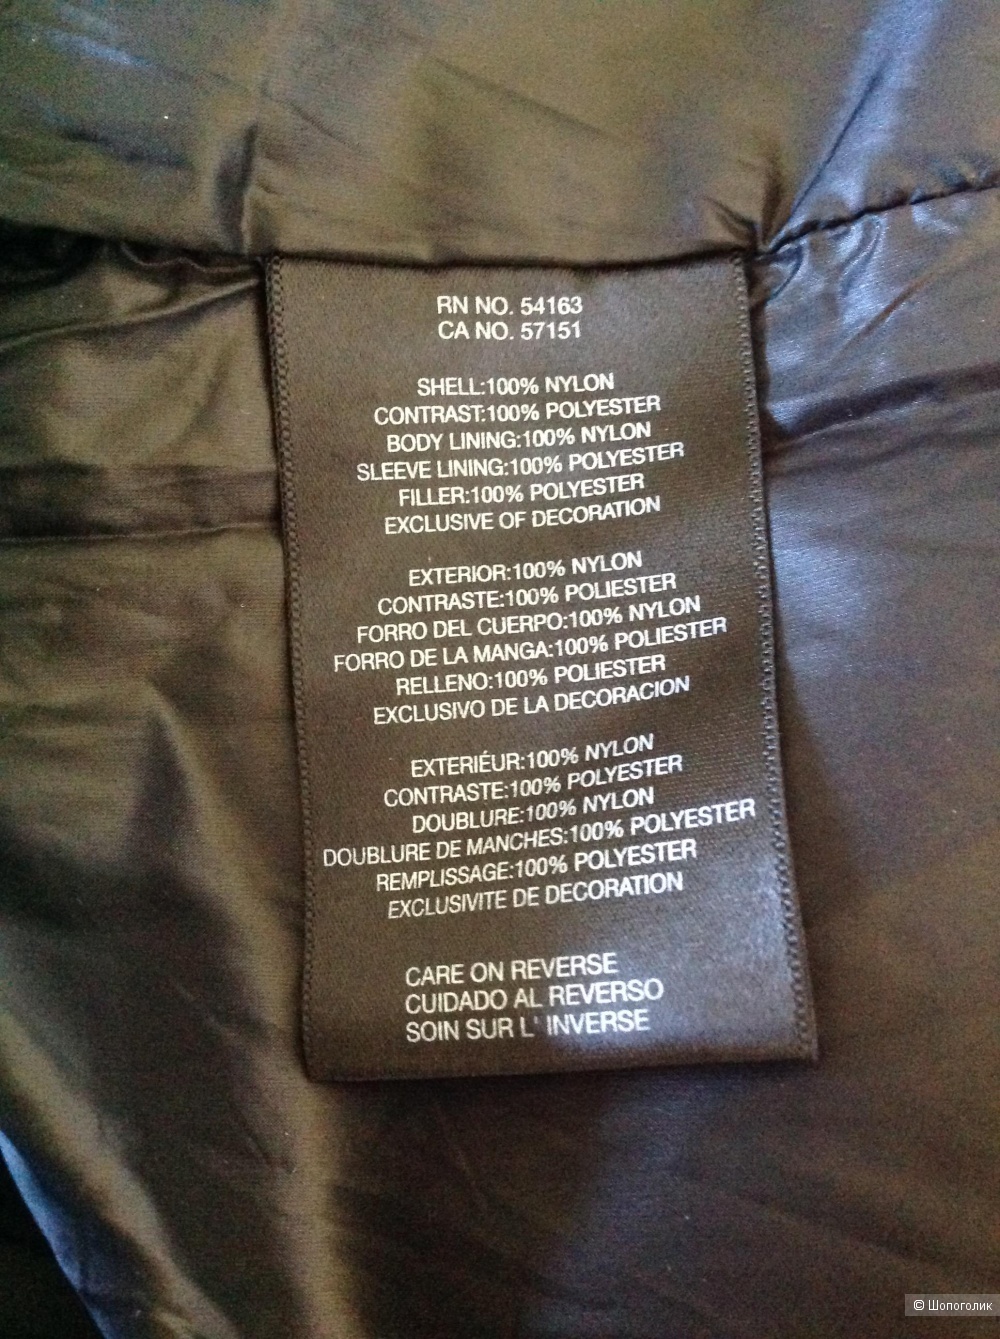 RN NO. 54163
CA NO. 57151
SHELL:100% NYLON
CONTRAST:100% POLYESTER
BODY LINING:100% NYLON
SLEEVE LINING:100% POLYESTER
FILLER:100% POLYESTER
EXCLUSIVE OF DECORATION
EXTERIOR:100% NYLON
CONTRASTE:100% POLIESTER
FORRO DEL CUERPO:100% NYLON
FORRO DE LA MANGA:100% POLIESTER
RELLENO:100% POLIESTER
EXCLUSIVO DE LA DECORACION
EXTERIÉUR:100% NYLON
CONTRASTE:100% POLYESTER
DOUBLURE:100% NYLON
DOUBLURE DE MANCHES:100% POLYESTER
REMPLISSAGE:100% POLYESTER
EXCLUSIVITE DE DECORATION
CARE ON REVERSE
CUIDADO AL REVERSO
SOIN SUR L' INVERSE
© Шопоголик